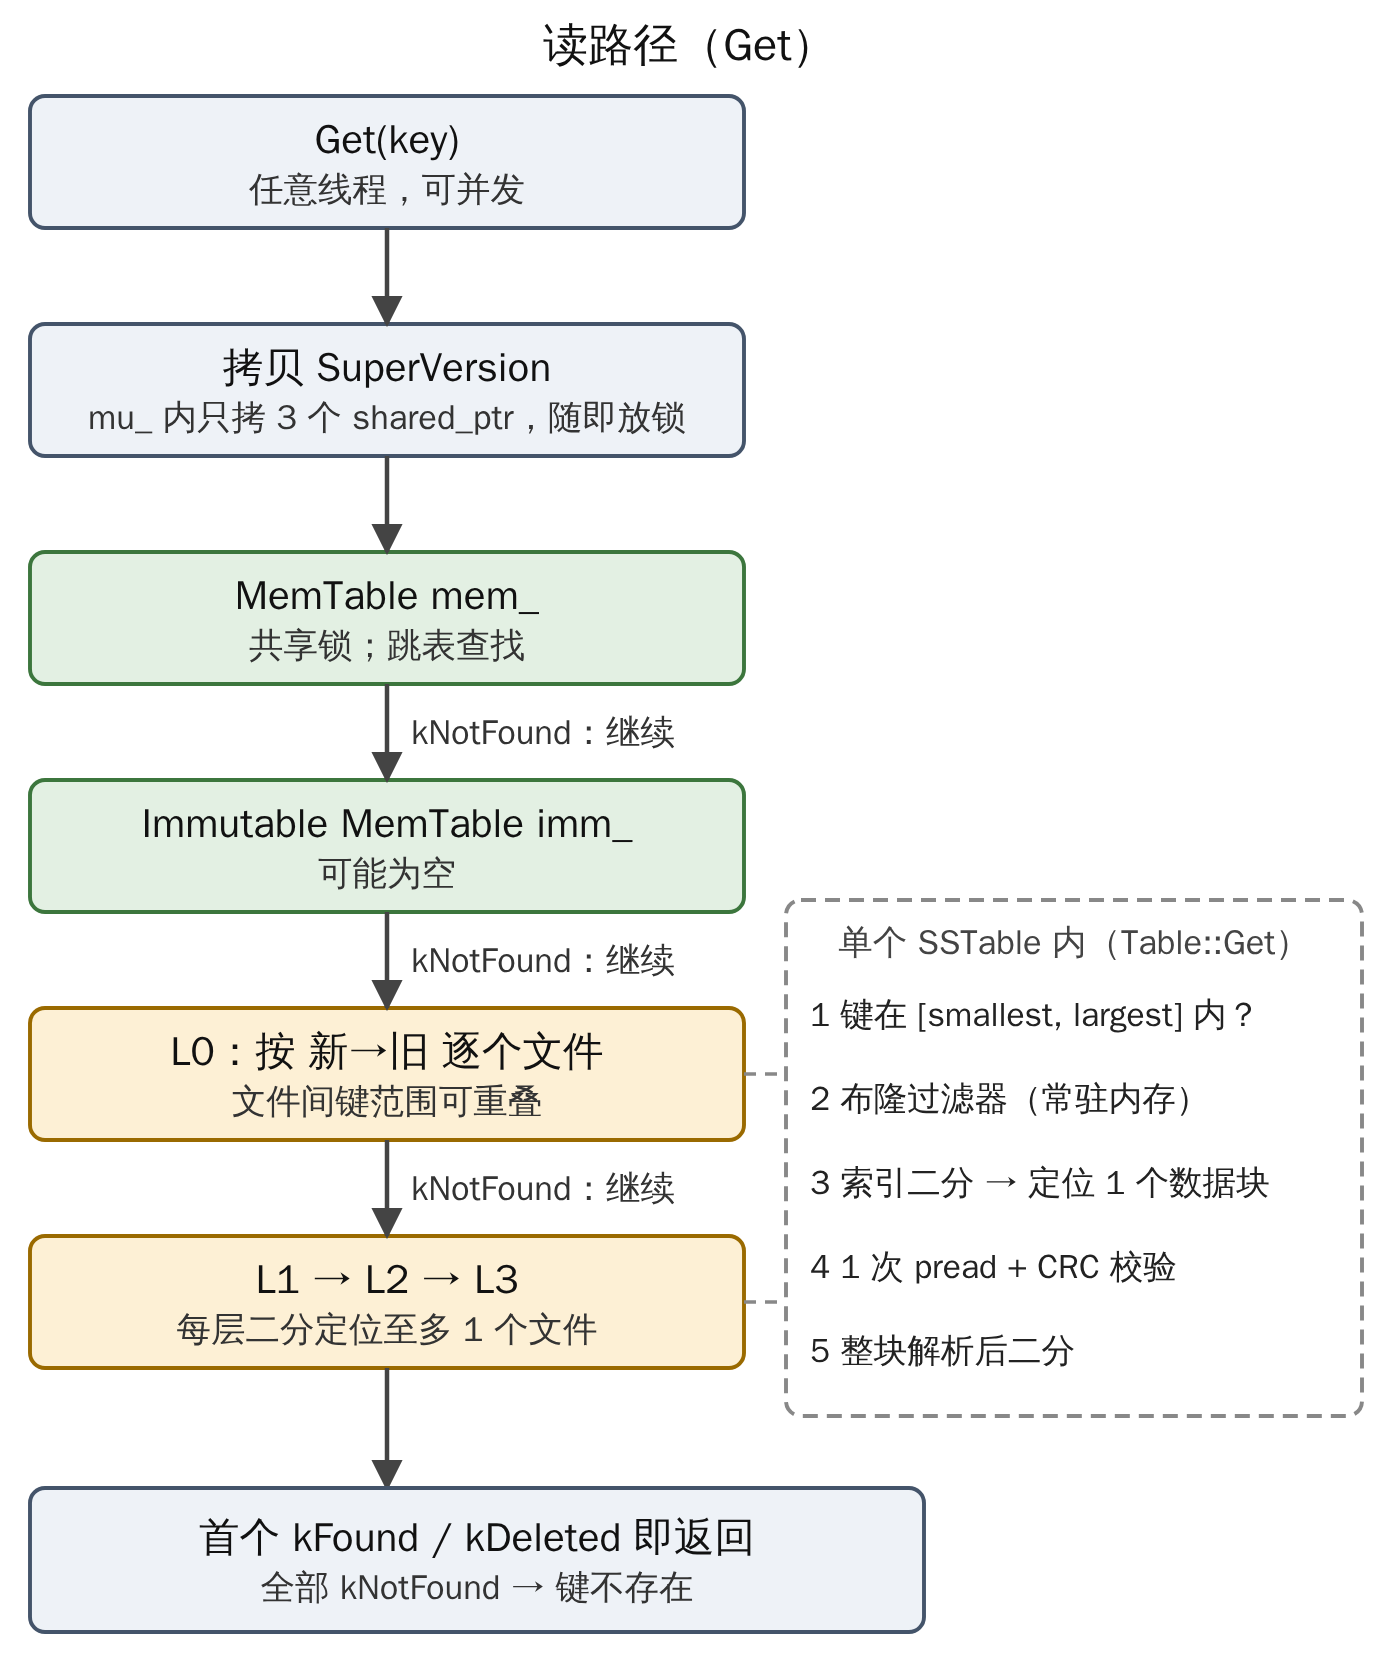 读路径（Get）
Get(key)
任意线程，可并发
拷贝 SuperVersion
mu_ 内只拷 3 个 shared_ptr，随即放锁
MemTable mem_
共享锁；跳表查找
kNotFound：继续
Immutable MemTable imm_
可能为空
kNotFound：继续
L0：按 新→旧 逐个文件
文件间键范围可重叠
kNotFound：继续
L1 → L2 → L3
每层二分定位至多 1 个文件
单个 SSTable 内（Table::Get）
1 键在 [smallest, largest] 内？
2 布隆过滤器（常驻内存）
3 索引二分 → 定位 1 个数据块
4 1 次 pread + CRC 校验
5 整块解析后二分
首个 kFound / kDeleted 即返回
全部 kNotFound → 键不存在